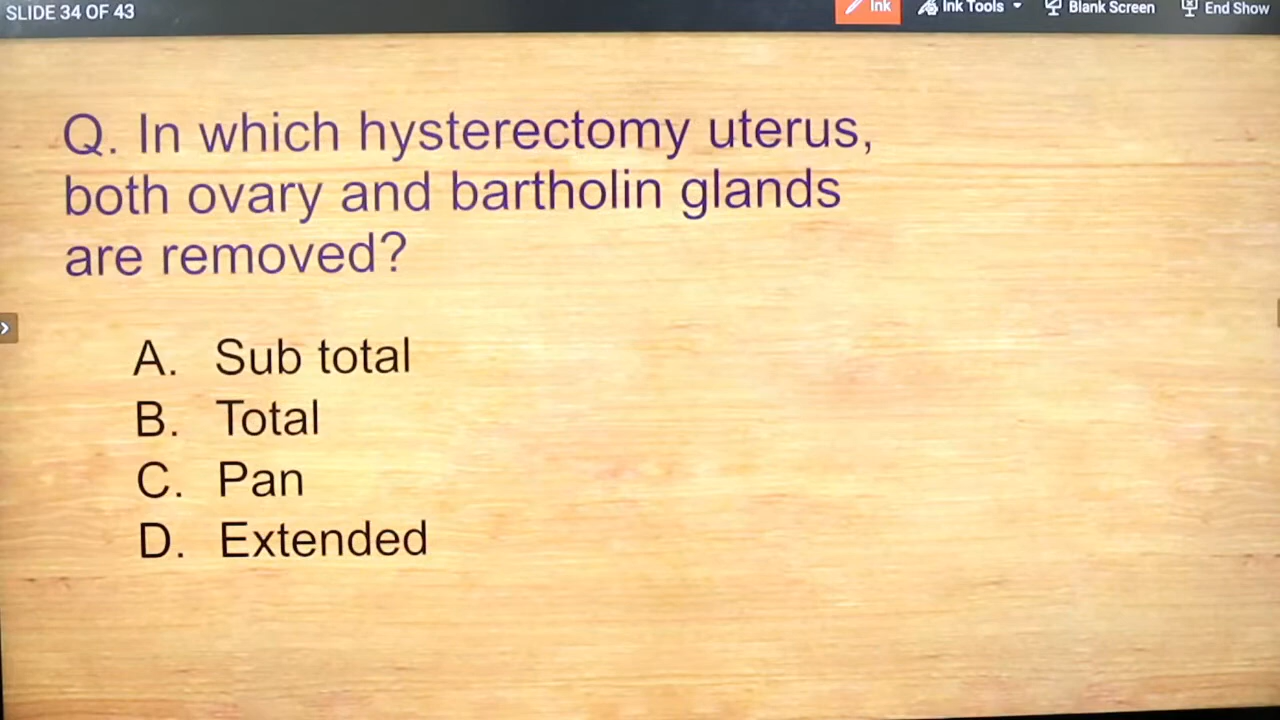 SLIDE 34 OF 43
Ink
Ink Tools
Blank Screen
End Show
Q. In which hysterectomy uterus,
both ovary and bartholin glands
are removed?
A. Sub total
B. Total
C. Pan
D. Extended